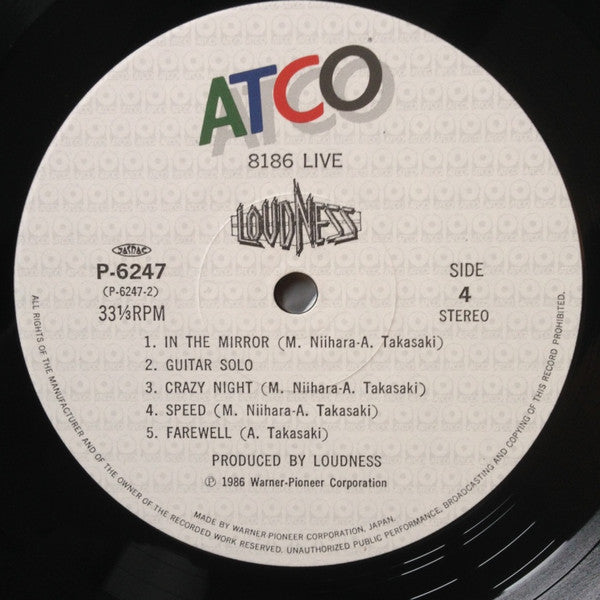 ATCO
8186 LIVE
LOUDNESS
JASRAC
P-6247
(P-6247-2)
33⅓RPM
SIDE
4
STEREO
1. IN THE MIRROR (M. Niihara-A. Takasaki)
2. GUITAR SOLO
3. CRAZY NIGHT (M. Niihara-A. Takasaki)
4. SPEED (M. Niihara-A. Takasaki)
5. FAREWELL (A. Takasaki)
PRODUCED BY LOUDNESS
℗ 1986 Warner-Pioneer Corporation
MADE BY WARNER-PIONEER CORPORATION, JAPAN.
ALL RIGHTS OF THE MANUFACTURER AND OF THE OWNER OF THE RECORDED WORK RESERVED. UNAUTHORIZED PUBLIC PERFORMANCE, BROADCASTING AND COPYING OF THIS RECORD PROHIBITED.